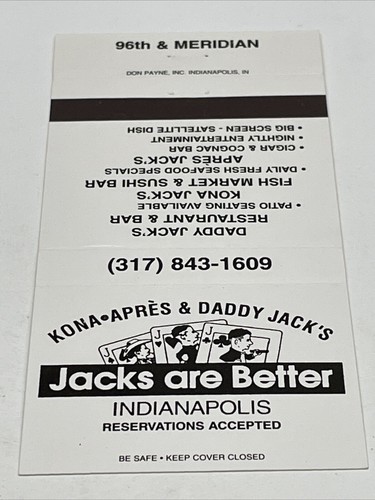 96th & MERIDIAN
DON PAYNE, INC. INDIANAPOLIS, IN
DADDY JACK'S
RESTAURANT & BAR
• PATIO SEATING AVAILABLE
KONA JACK'S
FISH MARKET & SUSHI BAR
• DAILY FRESH SEAFOOD SPECIALS
APRÈS JACK'S
• CIGAR & COGNAC BAR
• NIGHTLY ENTERTAINMENT
• BIG SCREEN - SATELLITE DISH
(317) 843-1609
KONA•APRÈS & DADDY JACK'S
J J J
Jacks are Better
INDIANAPOLIS
RESERVATIONS ACCEPTED
BE SAFE • KEEP COVER CLOSED